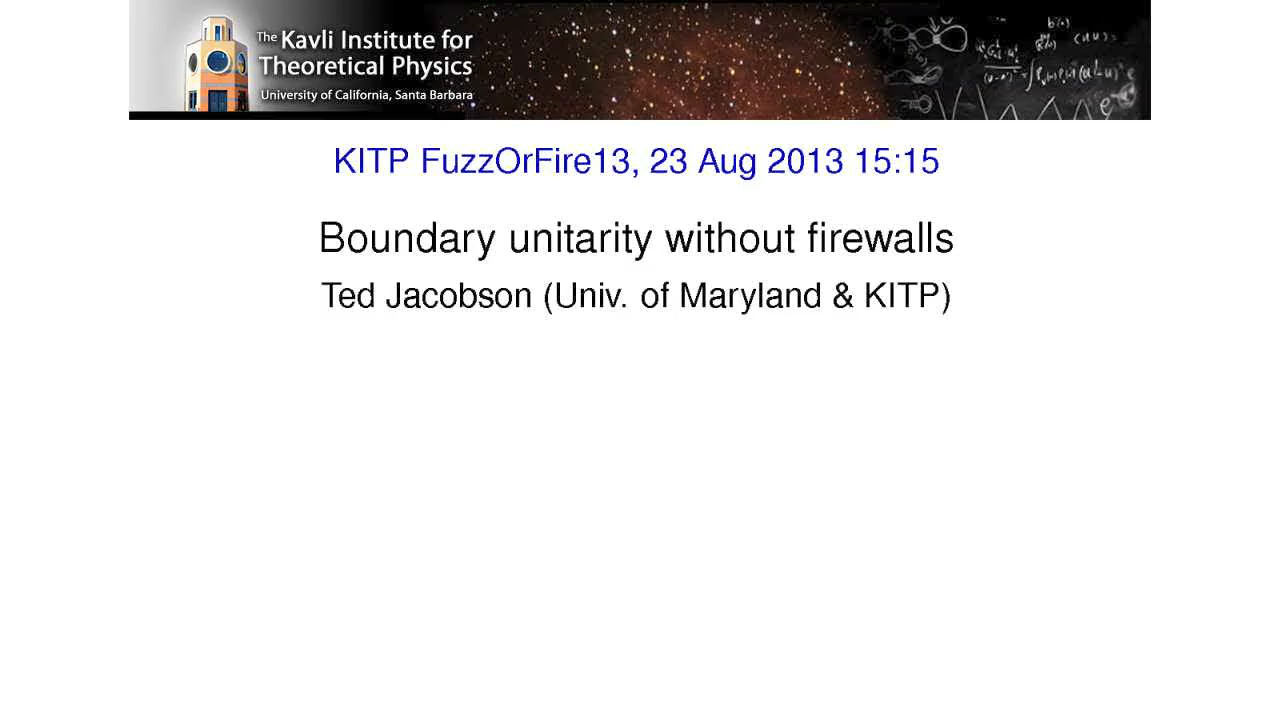 The Kavli Institute for
Theoretical Physics
University of California, Santa Barbara
KITP FuzzOrFire13, 23 Aug 2013 15:15
Boundary unitarity without firewalls
Ted Jacobson (Univ. of Maryland & KITP)